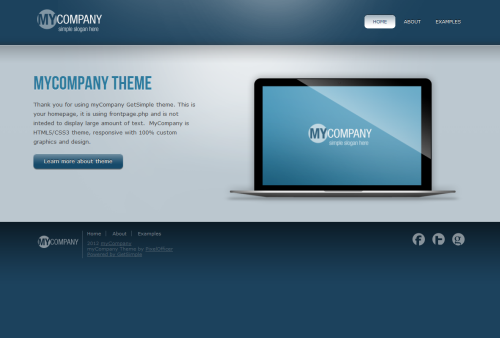 MYCOMPANY
simple slogan here
HOME ABOUT EXAMPLES
MYCOMPANY THEME
Thank you for using myCompany GetSimple theme. This is
your homepage, it is using frontpage.php and is not
inteded to display large amount of text. MyCompany is
HTML5/CSS3 theme, responsive with 100% custom
graphics and design.
Learn more about theme
MYCOMPANY
simple slogan here
MYCOMPANY
Home | About | Examples
myCompany
myCompany Theme by
Powered by GetSimple